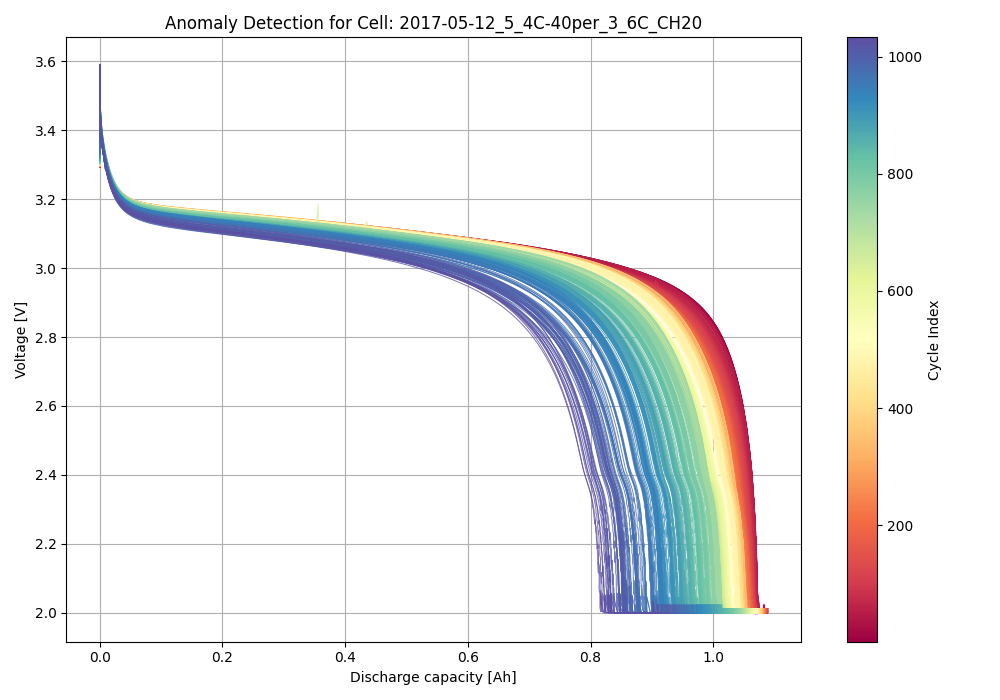 Anomaly Detection for Cell: 2017-05-12_5_4C-40per_3_6C_CH20
3.6
3.4
3.2
3.0
2.8
2.6
2.4
2.2
2.0
Voltage [V]
0.0 0.2 0.4 0.6 0.8 1.0
Discharge capacity [Ah]
1000
800
600
400
200
Cycle Index